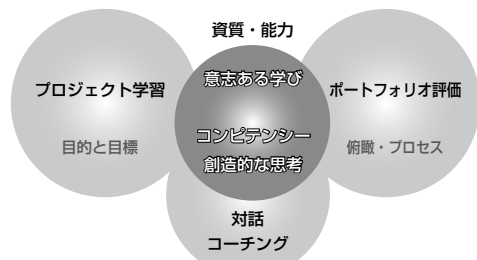 資質・能力
意志ある学び
プロジェクト学習
ポートフォリオ評価
コンピテンシー
目的と目標
俯瞰・プロセス
創造的な思考
対話
コーチング